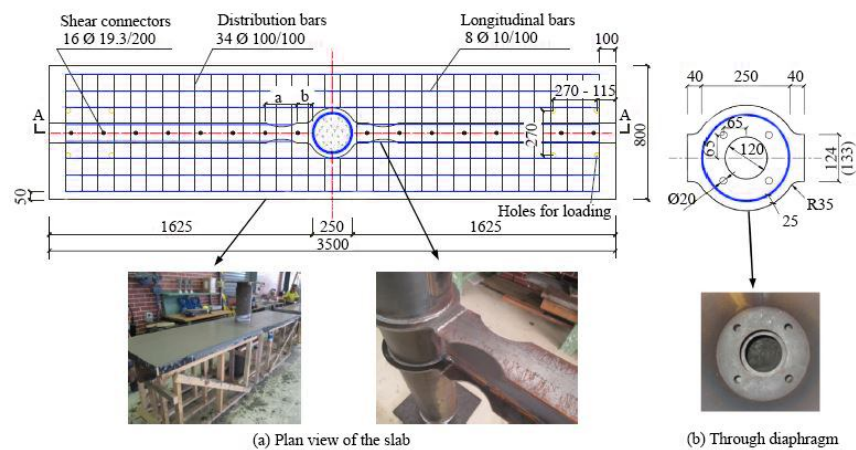 Shear connectors
16 Ø 19.3/200
Distribution bars
34 Ø 100/100
Longitudinal bars
8 Ø 10/100
100
A
a
b
270 - 115
A
270
800
50
Holes for loading
1625
250
1625
3500
(a) Plan view of the slab
40
250
40
65
65
120
124
(133)
Ø20
R35
25
(b) Through diaphragm